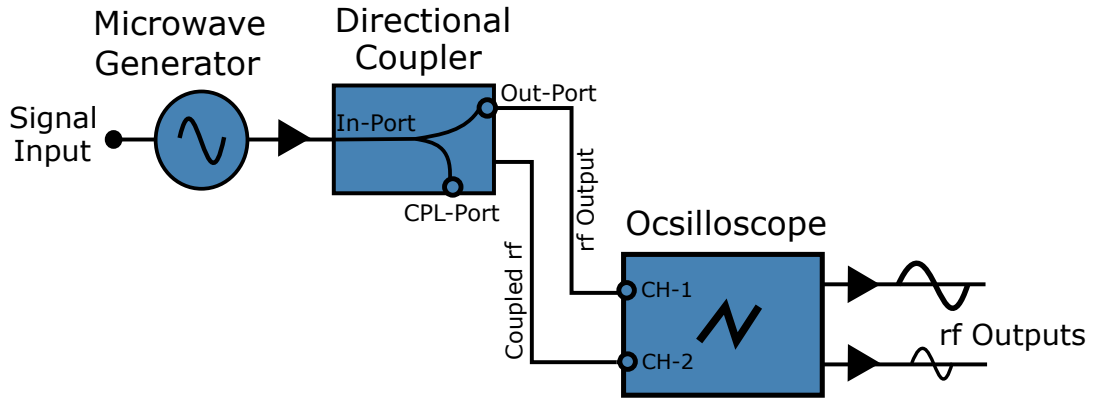 Microwave
Generator
Directional
Coupler
Signal
Input
In-Port
Out-Port
CPL-Port
rf Output
Coupled rf
Ocsilloscope
CH-1
CH-2
rf Outputs